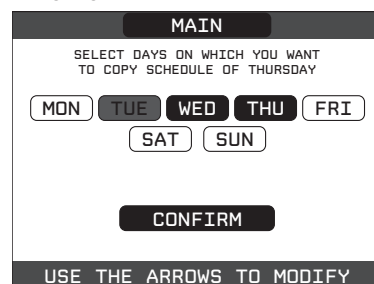 MAIN
SELECT DAYS ON WHICH YOU WANT
TO COPY SCHEDULE OF THURSDAY
MON TUE WED THU FRI
SAT SUN
CONFIRM
USE THE ARROWS TO MODIFY